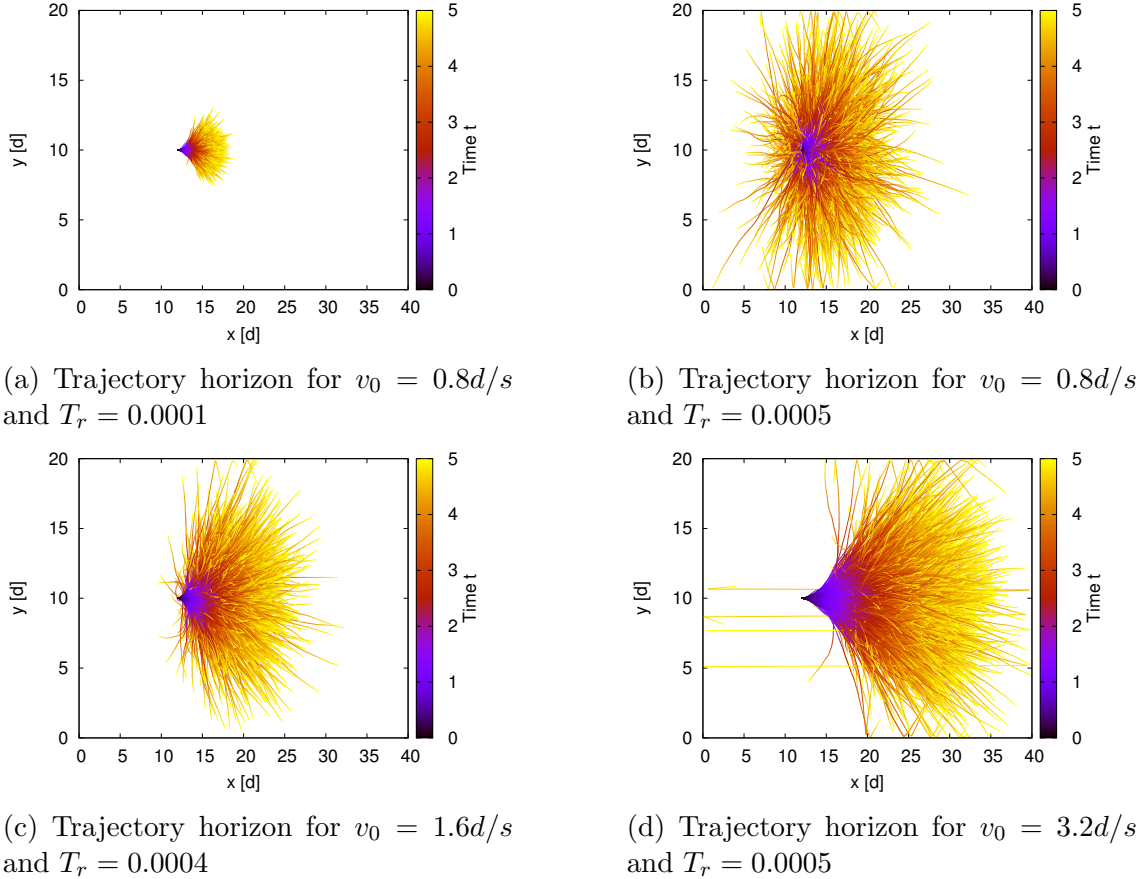 20
15
10
5
0
y [d]
0 5 10 15 20 25 30 35 40
x [d]
5
4
3
2
1
0
Time t
20
15
10
5
0
y [d]
0 5 10 15 20 25 30 35 40
x [d]
5
4
3
2
1
0
Time t
(a) Trajectory horizon for v₀ = 0.8d/s
and Tᵣ = 0.0001
(b) Trajectory horizon for v₀ = 0.8d/s
and Tᵣ = 0.0005
20
15
10
5
0
y [d]
0 5 10 15 20 25 30 35 40
x [d]
5
4
3
2
1
0
Time t
20
15
10
5
0
y [d]
0 5 10 15 20 25 30 35 40
x [d]
5
4
3
2
1
0
Time t
(c) Trajectory horizon for v₀ = 1.6d/s
and Tᵣ = 0.0004
(d) Trajectory horizon for v₀ = 3.2d/s
and Tᵣ = 0.0005